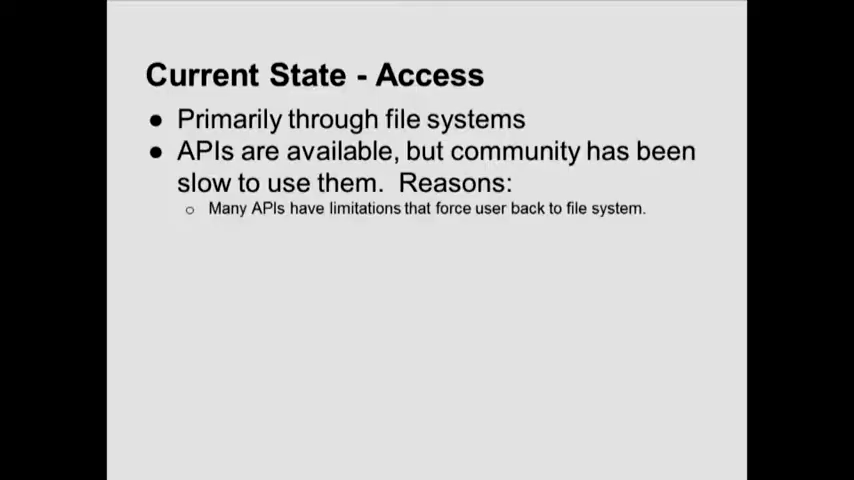 Current State - Access
● Primarily through file systems
● APIs are available, but community has been
slow to use them.  Reasons:
○ Many APIs have limitations that force user back to file system.